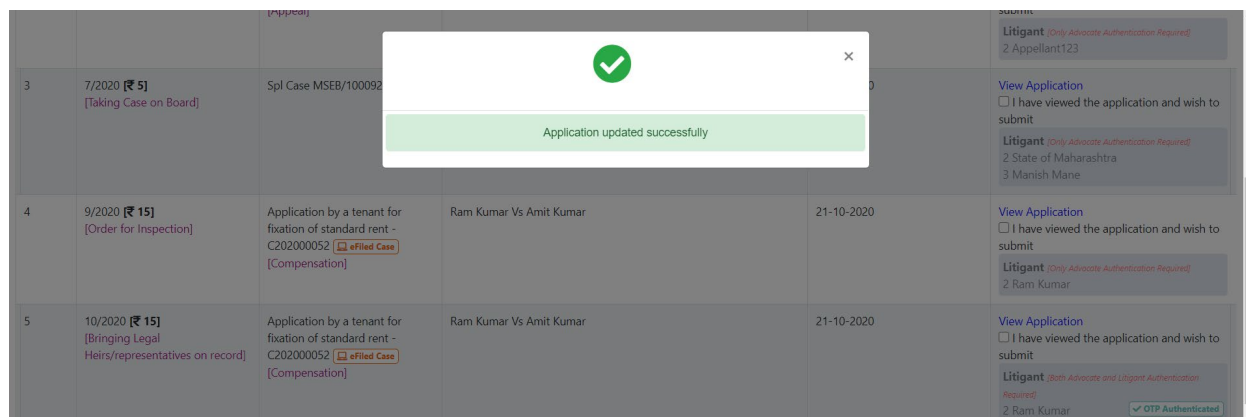 [Appeal]
submit
Litigant [Only Advocate Authentication Required]
2 Appellant123
×
Application updated successfully
3
7/2020 [₹ 5]
[Taking Case on Board]
Spl Case MSEB/100092
View Application
I have viewed the application and wish to
submit
Litigant [Only Advocate Authentication Required]
2 State of Maharashtra
3 Manish Mane
4
9/2020 [₹ 15]
[Order for Inspection]
Application by a tenant for
fixation of standard rent -
C202000052 eFiled Case
[Compensation]
Ram Kumar Vs Amit Kumar
21-10-2020
View Application
I have viewed the application and wish to
submit
Litigant [Only Advocate Authentication Required]
2 Ram Kumar
5
10/2020 [₹ 15]
[Bringing Legal
Heirs/representatives on record]
Application by a tenant for
fixation of standard rent -
C202000052 eFiled Case
[Compensation]
Ram Kumar Vs Amit Kumar
21-10-2020
View Application
I have viewed the application and wish to
submit
Litigant [Both Advocate and Litigant Authentication
Required]
2 Ram Kumar
OTP Authenticated